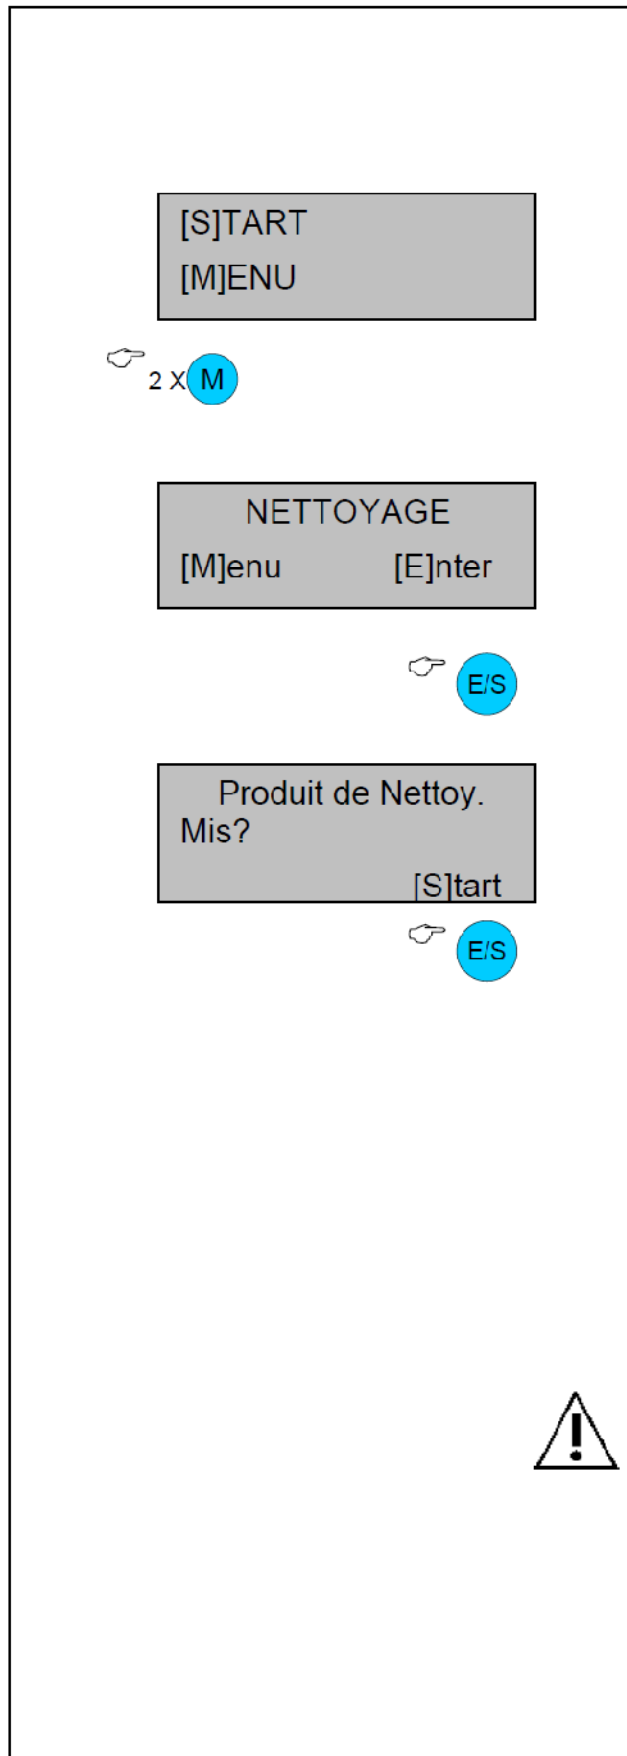 [S]TART
[M]ENU
2 X M
NETTOYAGE
[M]enu [E]nter
E/S
Produit de Nettoy.
Mis?
[S]tart
E/S